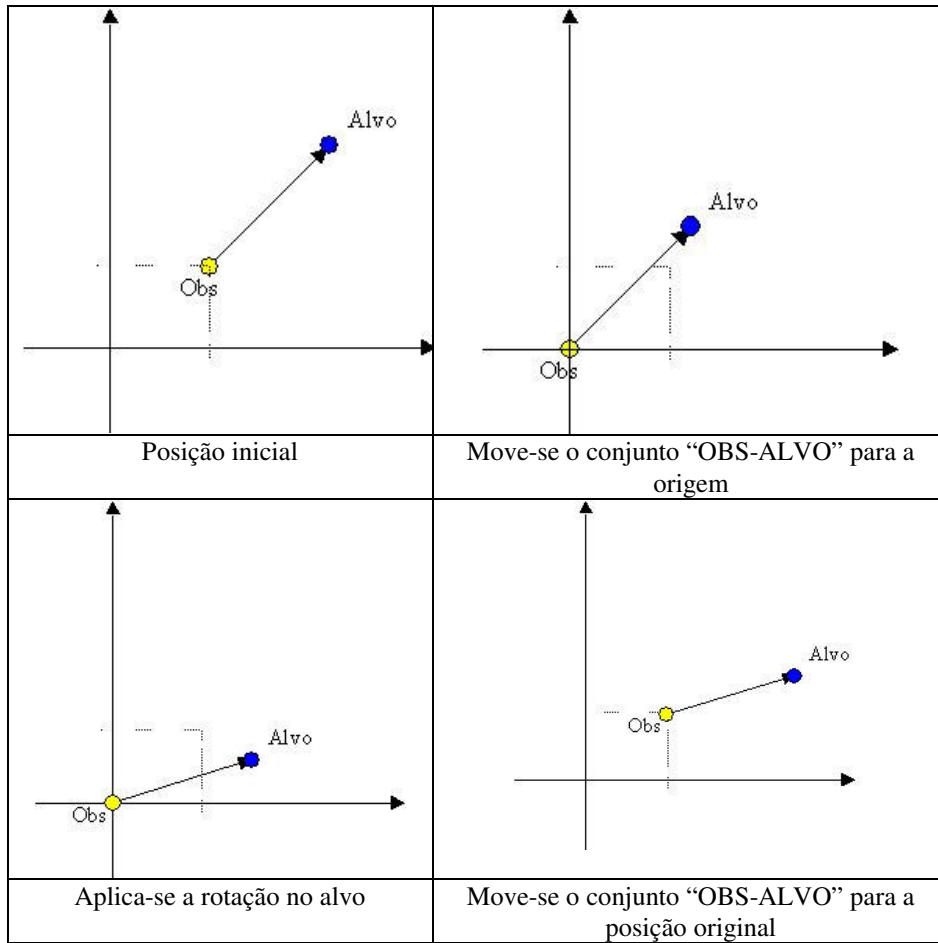 Alvo
Obs
Alvo
Obs
Posição inicial
Move-se o conjunto “OBS-ALVO” para a
origem
Alvo
Obs
Alvo
Obs
Aplica-se a rotação no alvo
Move-se o conjunto “OBS-ALVO” para a
posição original